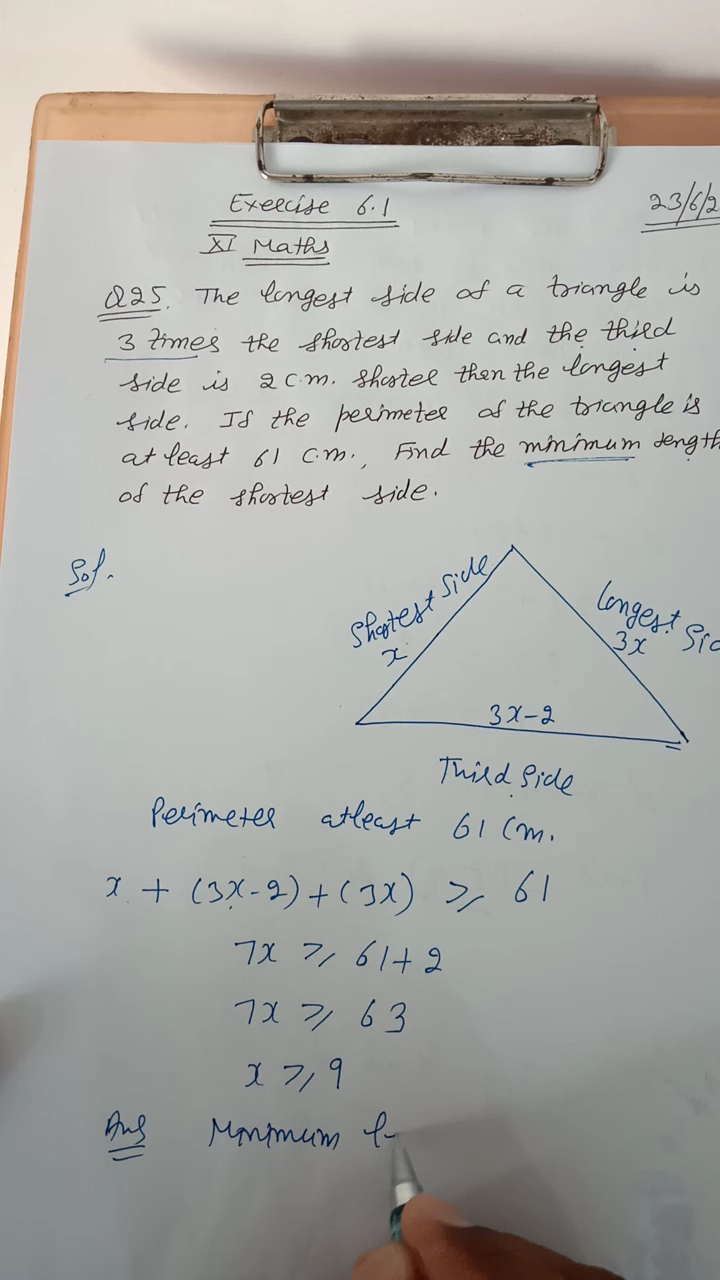 Exercise 6.1
23/6/2
XI Maths
Q25. The longest side of a triangle is
3 times the shortest side and the third
side is 2 c.m. shorter then the longest
side. If the perimeter of the triangle is
at least 61 c.m., Find the minimum length
of the shortest side.
Sol.
Shortest Side
x
Longest Sid
3x
3x-2
Third Side
Perimeter atleast 61 Cm.
x + (3x-2)+(3x) ≥ 61
7x ≥ 61+2
7x ≥ 63
x ≥ 9
Ans Minimum l